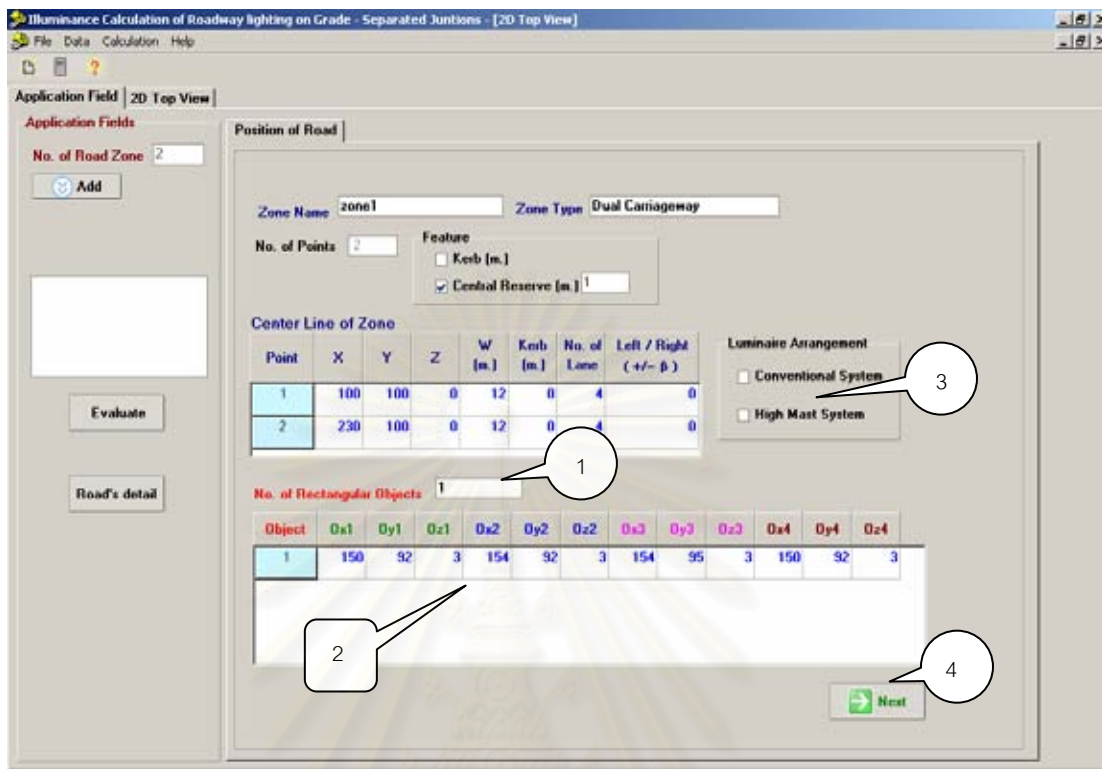 Illuminance Calculation of Roadway lighting on Grade - Separated Juntions - [2D Top View]
File Data Calculation Help
Application Field 2D Top View
Application Fields
No. of Road Zone 2
Add
Evaluate
Road's detail
Position of Road
Zone Name zone1 Zone Type Dual Carriageway
No. of Points 2
Feature
Kerb [m.]
Central Reserve [m.] 1
Center Line of Zone
Point X Y Z W [m.] Kerb [m.] No. of Lane Left / Right ( +/- β )
1 100 100 0 12 0 4 0
2 230 100 0 12 0 4 0
Luminaire Arrangement
Conventional System
High Mast System
3
1
No. of Rectangular Objects 1
Object Ox1 Oy1 Oz1 Ox2 Oy2 Oz2 Ox3 Oy3 Oz3 Ox4 Oy4 Oz4
1 150 92 3 154 92 3 154 95 3 150 92 3
2
4
Next